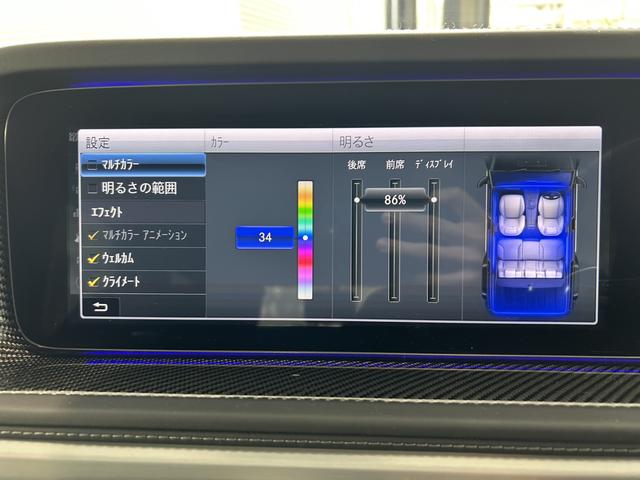 設定
カラー
明るさ
マルチカラー
明るさの範囲
エフェクト
マルチカラー アニメーション
ウェルカム
クライメート
34
後席
前席
ディスプレイ
86%